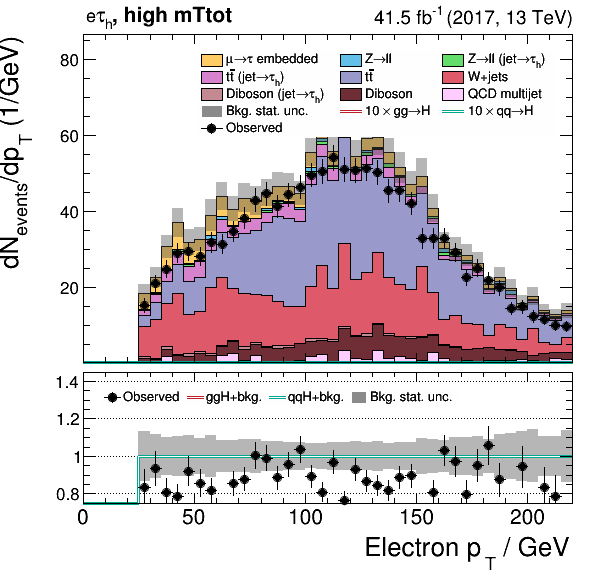 eτh, high mTtot 41.5 fb⁻¹ (2017, 13 TeV)
μ→τ embedded Z→ll Z→ll (jet→τh)
tt̄ (jet→τh) tt̄ W+jets
Diboson (jet→τh) Diboson QCD multijet
Bkg. stat. unc. 10 × gg→H 10 × qq→H
Observed
dNevents/dpT (1/GeV)
80
60
40
20
Observed ggH+bkg. qqH+bkg. Bkg. stat. unc.
1.4
1.2
1.0
0.8
0 50 100 150 200
Electron pT / GeV